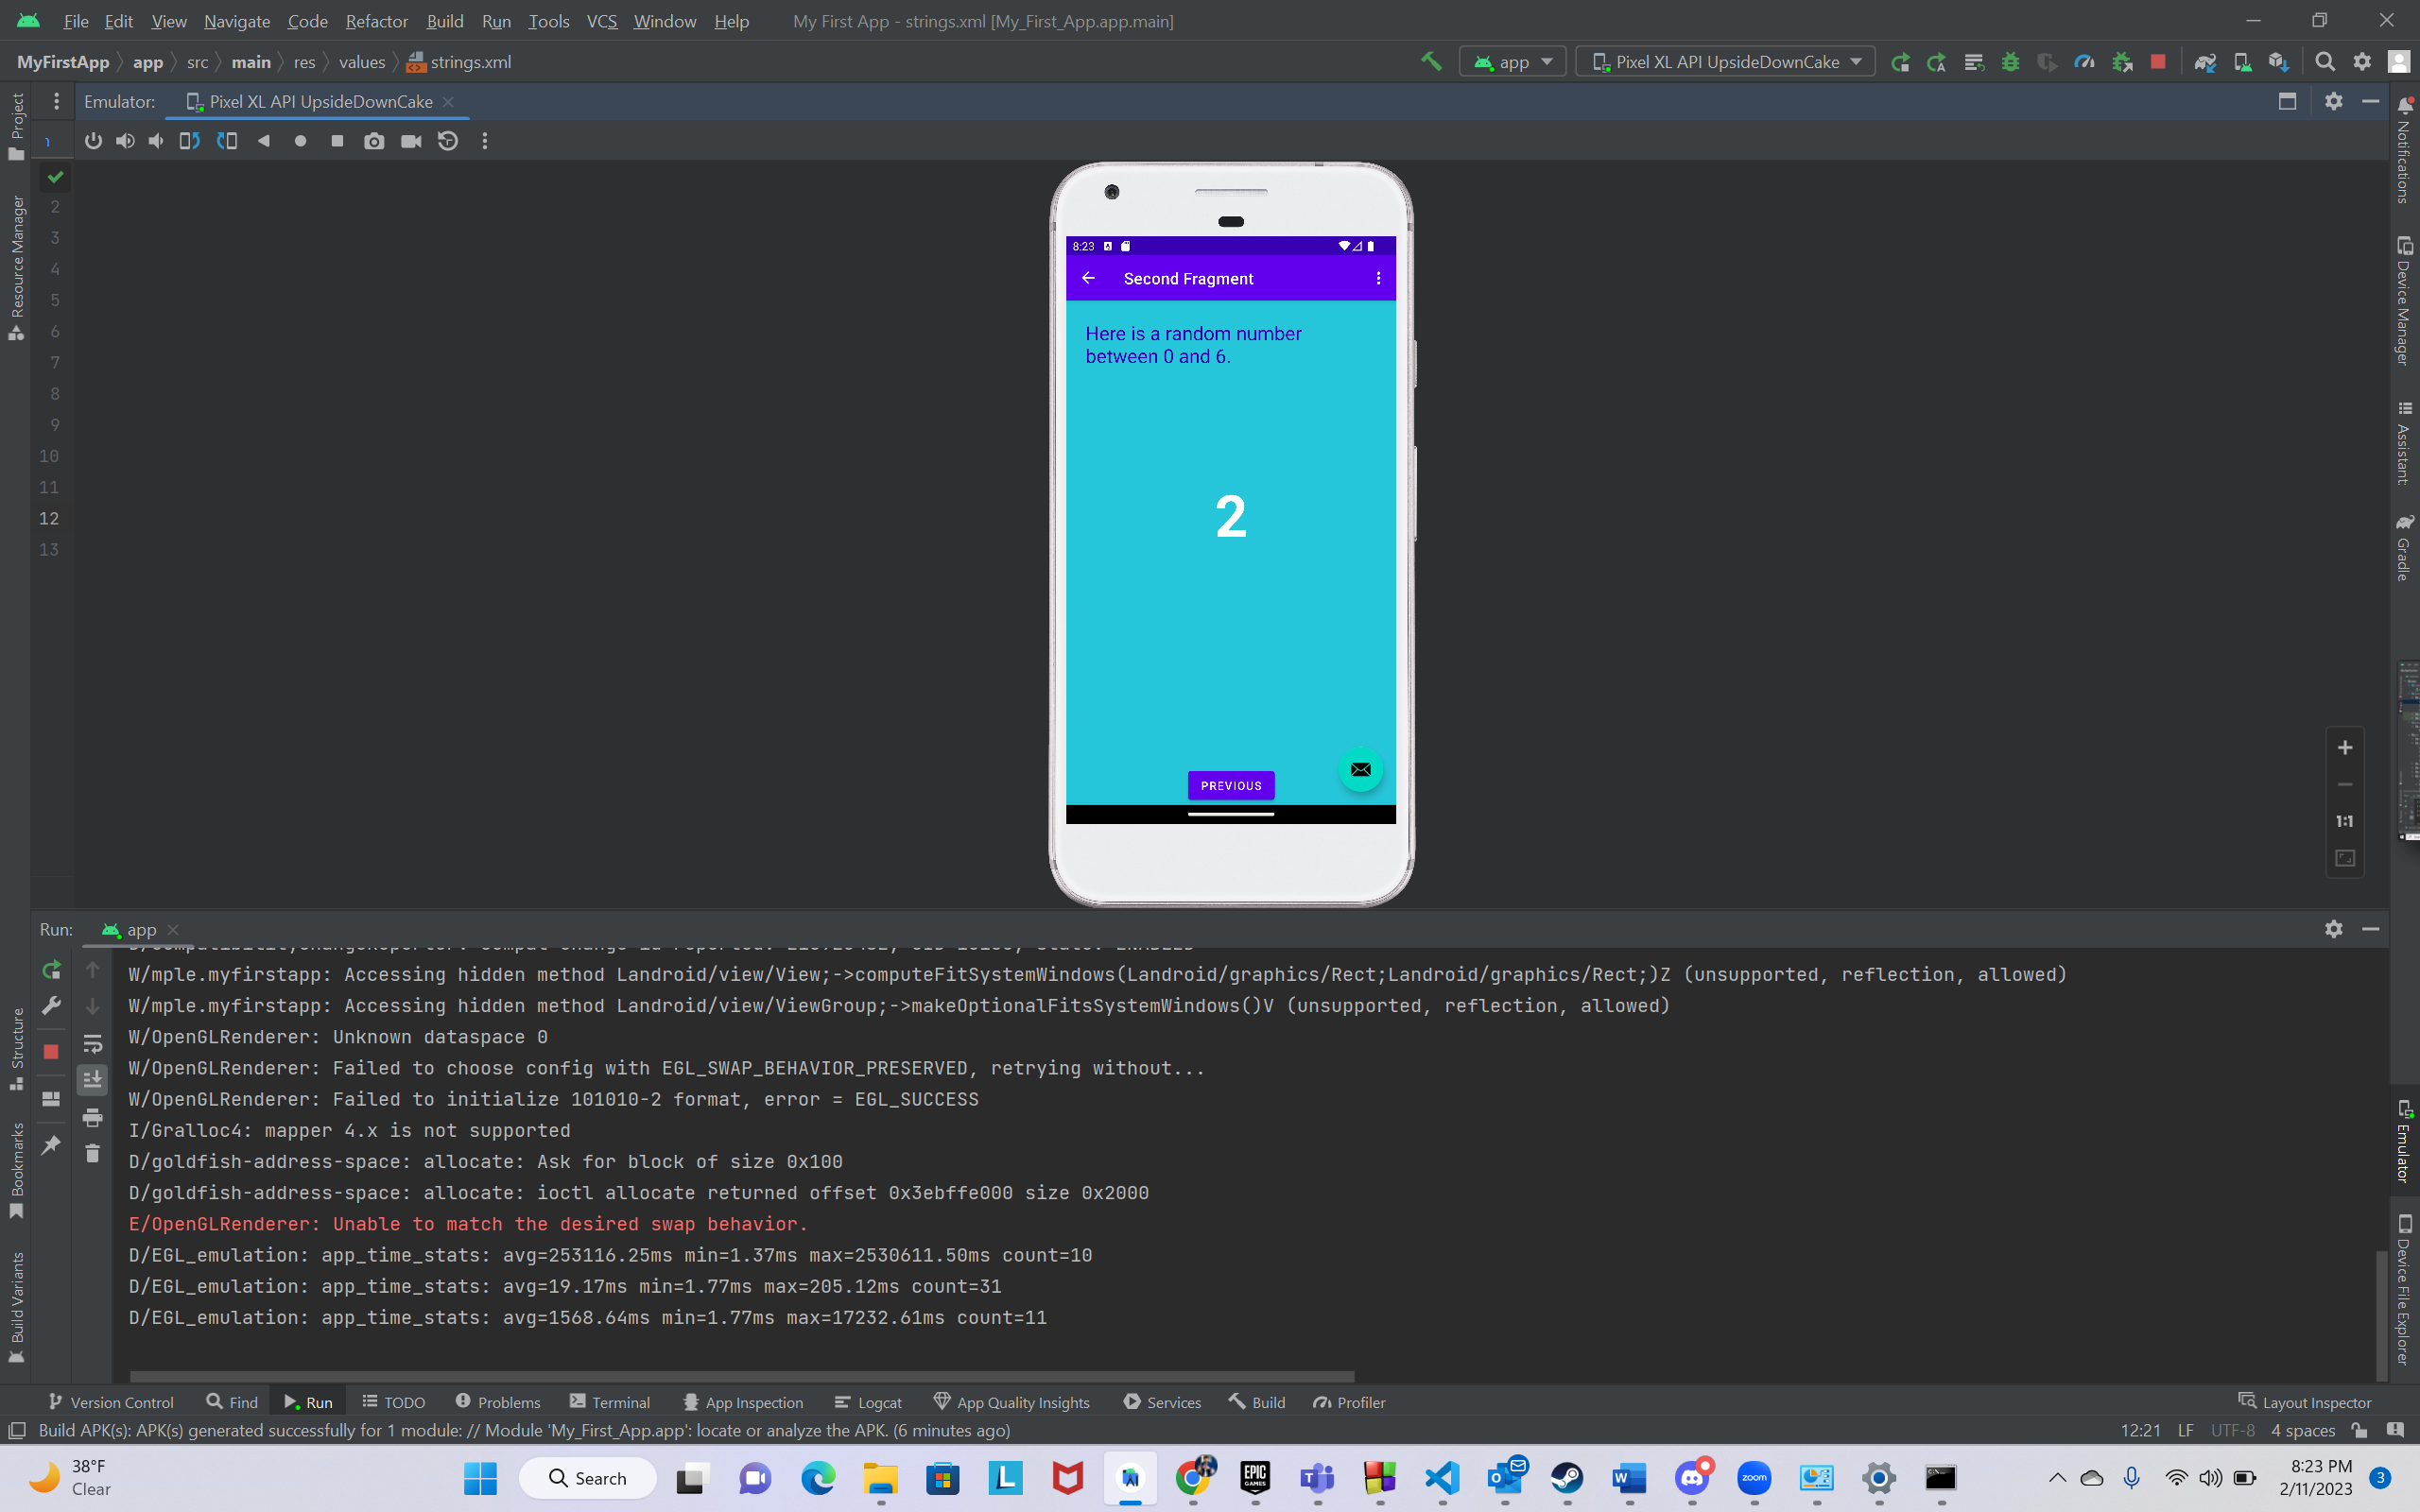 File Edit View Navigate Code Refactor Build Run Tools VCS Window Help My First App - strings.xml [My_First_App.app.main]
MyFirstApp app src main res values strings.xml app Pixel XL API UpsideDownCake
Emulator: Pixel XL API UpsideDownCake
Project
Resource Manager
Structure
Bookmarks
Build Variants
2
3
4
5
6
7
8
9
10
11
12
13
8:23
Second Fragment
Here is a random number
between 0 and 6.
2
PREVIOUS
1:1
Notifications
Device Manager
Assistant:
Gradle
Emulator
Device File Explorer
Run: app
W/mple.myfirstapp: Accessing hidden method Landroid/view/View;->computeFitSystemWindows(Landroid/graphics/Rect;Landroid/graphics/Rect;)Z (unsupported, reflection, allowed)
W/mple.myfirstapp: Accessing hidden method Landroid/view/ViewGroup;->makeOptionalFitsSystemWindows()V (unsupported, reflection, allowed)
W/OpenGLRenderer: Unknown dataspace 0
W/OpenGLRenderer: Failed to choose config with EGL_SWAP_BEHAVIOR_PRESERVED, retrying without...
W/OpenGLRenderer: Failed to initialize 101010-2 format, error = EGL_SUCCESS
I/Gralloc4: mapper 4.x is not supported
D/goldfish-address-space: allocate: Ask for block of size 0x100
D/goldfish-address-space: allocate: ioctl allocate returned offset 0x3ebffe000 size 0x2000
E/OpenGLRenderer: Unable to match the desired swap behavior.
D/EGL_emulation: app_time_stats: avg=253116.25ms min=1.37ms max=2530611.50ms count=10
D/EGL_emulation: app_time_stats: avg=19.17ms min=1.77ms max=205.12ms count=31
D/EGL_emulation: app_time_stats: avg=1568.64ms min=1.77ms max=17232.61ms count=11
Version Control Find Run TODO Problems Terminal App Inspection Logcat App Quality Insights Services Build Profiler Layout Inspector
Build APK(s): APK(s) generated successfully for 1 module: // Module 'My_First_App.app': locate or analyze the APK. (6 minutes ago) 12:21 LF UTF-8 4 spaces
38°F
Clear
Search
EPIC
GAMES
zoom
8:23 PM
2/11/2023
3